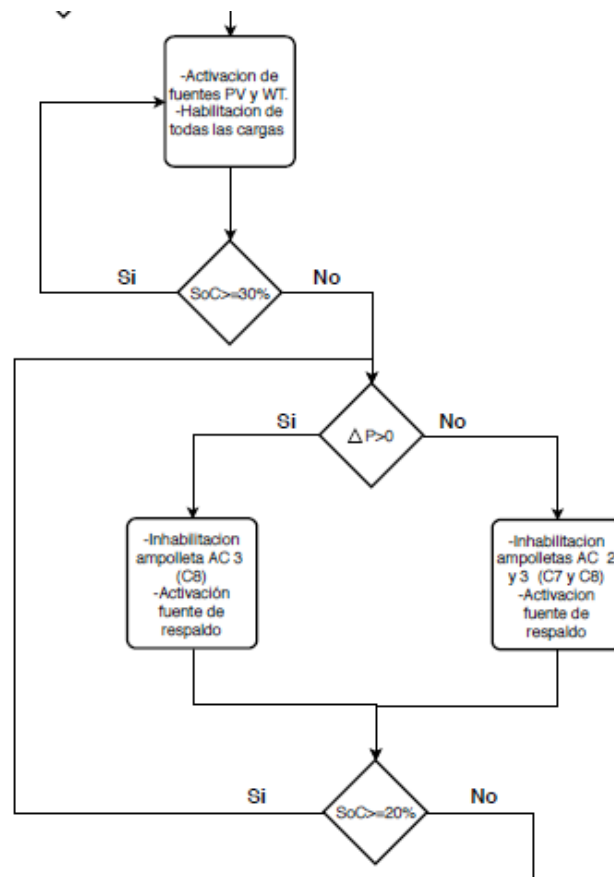 -Activacion de
fuentes PV y WT.
-Habilitacion de
todas las cargas
Si
No
SoC>=30%
Si
No
△ P>0
-Inhabilitacion
ampolleta AC 3
(C8)
-Activación
fuente de
respaldo
-Inhabilitacion
ampolletas AC 2
y 3 (C7 y C8)
-Activacion
fuente de
respaldo
Si
No
SoC>=20%